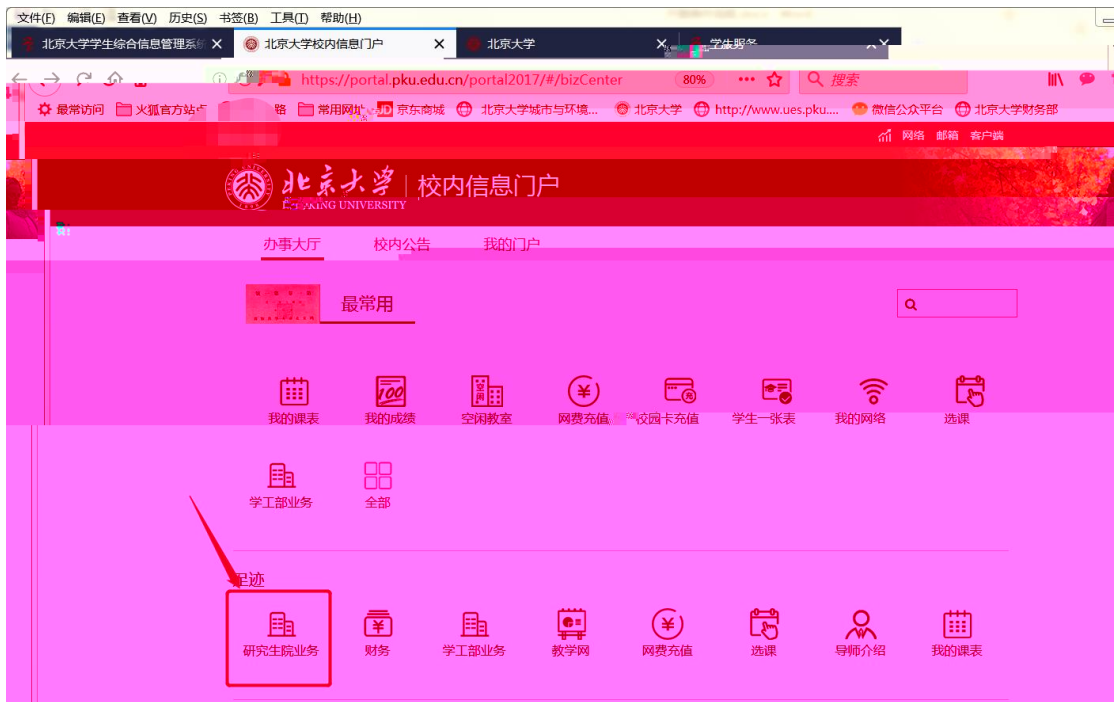 文件(F) 编辑(E) 查看(V) 历史(S) 书签(B) 工具(T) 帮助(H)
北京大学学生综合信息管理系统 北京大学校内信息门户 北京大学 学生服务
https://portal.pku.edu.cn/portal2017/#/bizCenter 80% 搜索
最常访问 火狐官方站点 路 常用网址 京东商城 北京大学城市与环境... 北京大学 http://www.ues.pku.... 微信公众平台 北京大学财务部
网络 邮箱 客户端
北京大学 校内信息门户
PEKING UNIVERSITY
办事大厅 校内公告 我的门户
最常用
我的课表 我的成绩 空闲教室 网费充值 校园卡充值 学生一张表 我的网络 选课
学工部业务 全部
足迹
研究生院业务 财务 学工部业务 教学网 网费充值 选课 导师介绍 我的课表